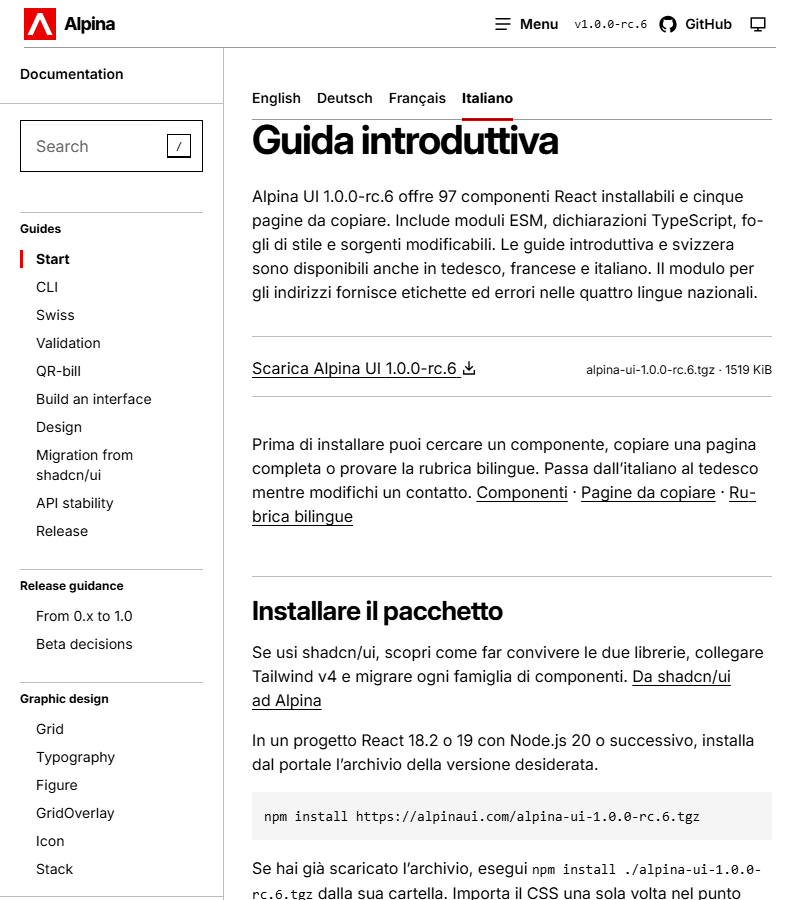 Alpina
Menu
v1.0.0-rc.6
GitHub
Documentation
Search
/
Guides
Start
CLI
Swiss
Validation
QR-bill
Build an interface
Design
Migration from
shadcn/ui
API stability
Release
Release guidance
From 0.x to 1.0
Beta decisions
Graphic design
Grid
Typography
Figure
GridOverlay
Icon
Stack
English Deutsch Français Italiano
Guida introduttiva
Alpina UI 1.0.0-rc.6 offre 97 componenti React installabili e cinque
pagine da copiare. Include moduli ESM, dichiarazioni TypeScript, fo-
gli di stile e sorgenti modificabili. Le guide introduttiva e svizzera
sono disponibili anche in tedesco, francese e italiano. Il modulo per
gli indirizzi fornisce etichette ed errori nelle quattro lingue nazionali.
Scarica Alpina UI 1.0.0-rc.6
alpina-ui-1.0.0-rc.6.tgz · 1519 KiB
Prima di installare puoi cercare un componente, copiare una pagina
completa o provare la rubrica bilingue. Passa dall’italiano al tedesco
mentre modifichi un contatto. Componenti · Pagine da copiare · Ru-
brica bilingue
Installare il pacchetto
Se usi shadcn/ui, scopri come far convivere le due librerie, collegare
Tailwind v4 e migrare ogni famiglia di componenti. Da shadcn/ui
ad Alpina
In un progetto React 18.2 o 19 con Node.js 20 o successivo, installa
dal portale l’archivio della versione desiderata.
npm install https://alpinaui.com/alpina-ui-1.0.0-rc.6.tgz
Se hai già scaricato l’archivio, esegui npm install ./alpina-ui-1.0.0-
rc.6.tgz dalla sua cartella. Importa il CSS una sola volta nel punto